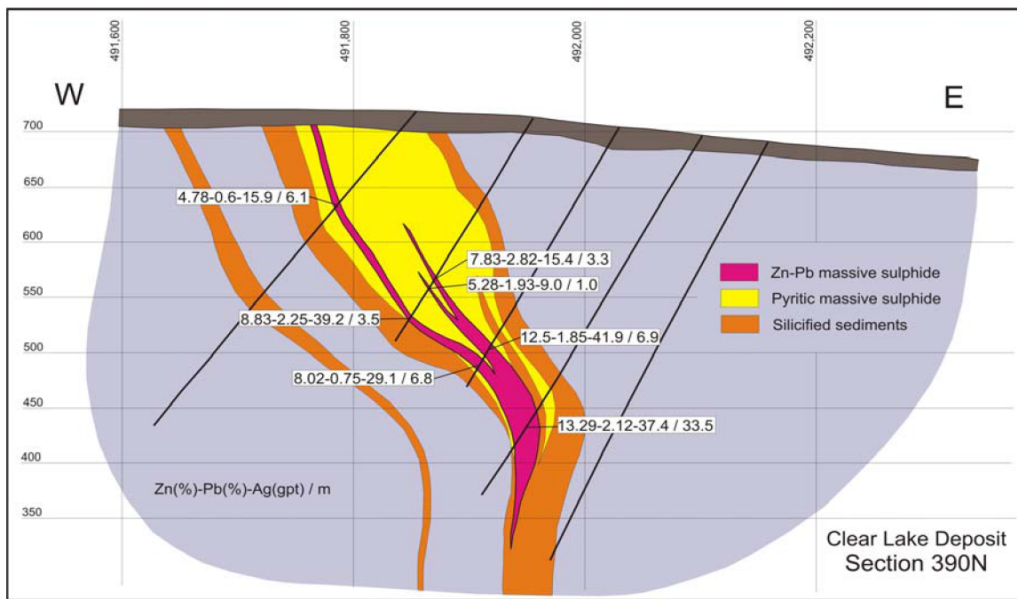 491,600
491,800
492,000
492,200
W
E
700
650
600
550
500
450
400
350
4.78-0.6-15.9 / 6.1
7.83-2.82-15.4 / 3.3
5.28-1.93-9.0 / 1.0
8.83-2.25-39.2 / 3.5
12.5-1.85-41.9 / 6.9
8.02-0.75-29.1 / 6.8
13.29-2.12-37.4 / 33.5
Zn-Pb massive sulphide
Pyritic massive sulphide
Silicified sediments
Zn(%)-Pb(%)-Ag(gpt) / m
Clear Lake Deposit
Section 390N